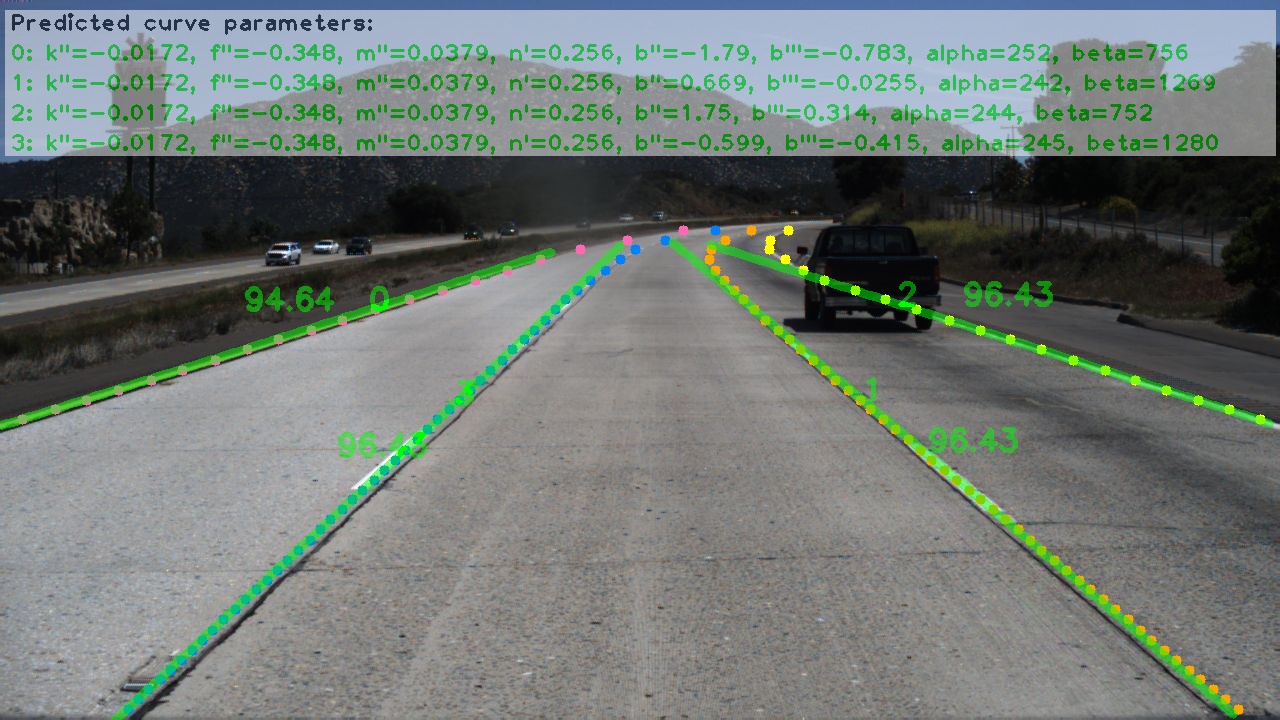 Predicted curve parameters:
0: k''=-0.0172, f''=-0.348, m''=0.0379, n'=0.256, b''=-1.79, b'''=-0.783, alpha=252, beta=756
1: k''=-0.0172, f''=-0.348, m''=0.0379, n'=0.256, b''=0.669, b'''=-0.0255, alpha=242, beta=1269
2: k''=-0.0172, f''=-0.348, m''=0.0379, n'=0.256, b''=1.75, b'''=0.314, alpha=244, beta=752
3: k''=-0.0172, f''=-0.348, m''=0.0379, n'=0.256, b''=-0.599, b'''=-0.415, alpha=245, beta=1280
94.64 0
2 96.43
3
1
96.43
96.43